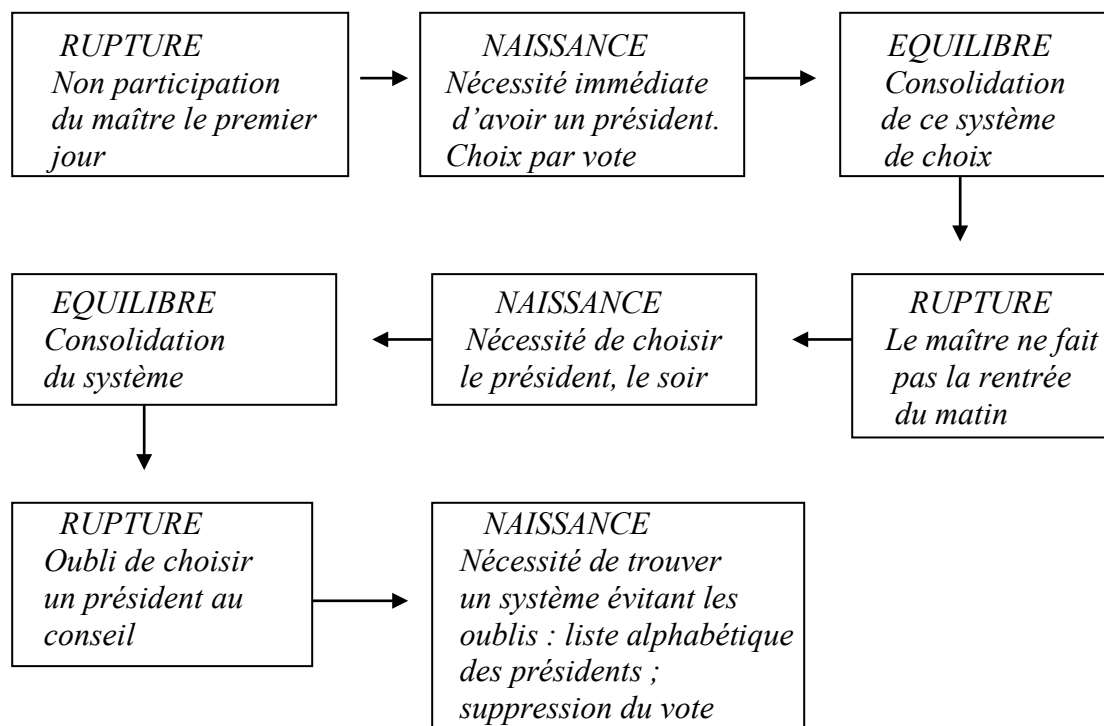 RUPTURE
Non participation
du maître le premier
jour
NAISSANCE
Nécessité immédiate
d’avoir un président.
Choix par vote
EQUILIBRE
Consolidation
de ce système
de choix
RUPTURE
Le maître ne fait
pas la rentrée
du matin
NAISSANCE
Nécessité de choisir
le président, le soir
EQUILIBRE
Consolidation
du système
RUPTURE
Oubli de choisir
un président au
conseil
NAISSANCE
Nécessité de trouver
un système évitant les
oublis : liste alphabétique
des présidents ;
suppression du vote